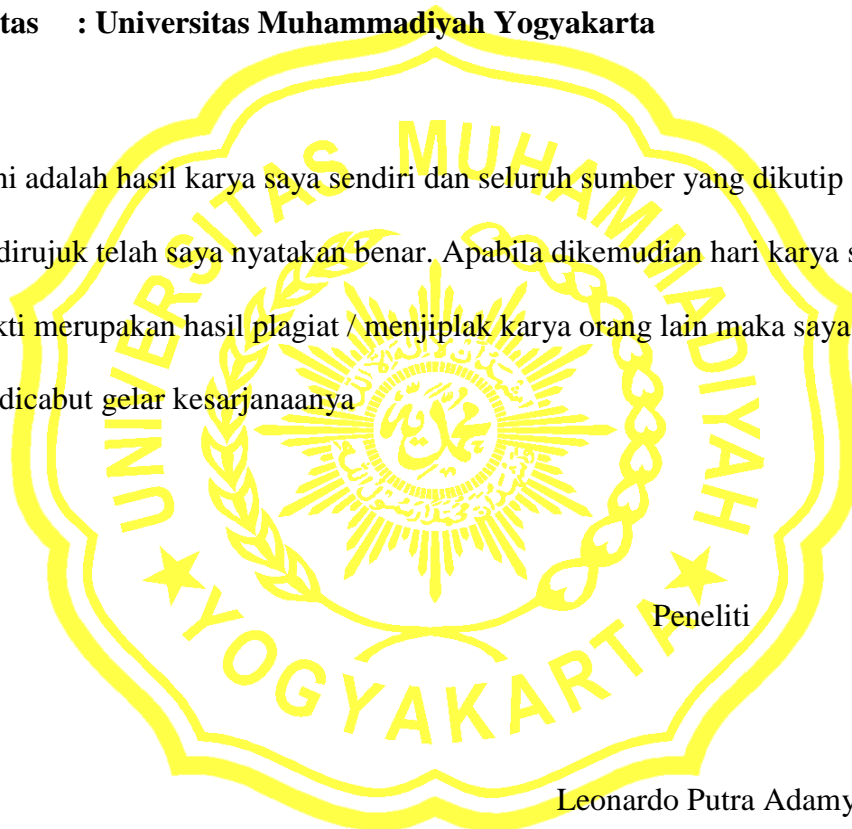 tas : Universitas Muhammadiyah Yogyakarta
ni adalah hasil karya saya sendiri dan seluruh sumber yang dikutip
dirujuk telah saya nyatakan benar. Apabila dikemudian hari karya s
kti merupakan hasil plagiat / menjiplak karya orang lain maka saya
dicabut gelar kesarjanaanya
UNIVERSITAS MUHAMMADIYAH
YOGYAKARTA
محمدية
Peneliti
Leonardo Putra Adamy